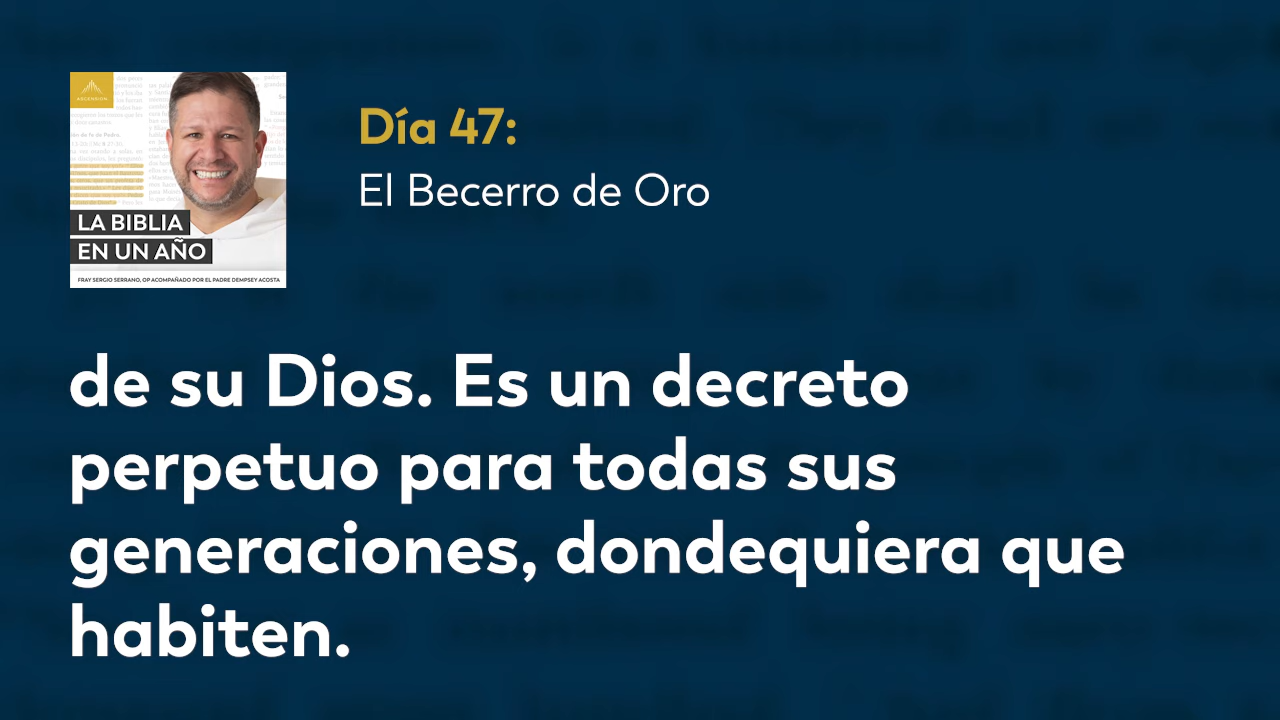 ASCENSION
LA BIBLIA
EN UN AÑO
FRAY SERGIO SERRANO, OP ACOMPAÑADO POR EL PADRE DEMPSEY ACOSTA
Día 47:
El Becerro de Oro
de su Dios. Es un decreto
perpetuo para todas sus
generaciones, dondequiera que
habiten.